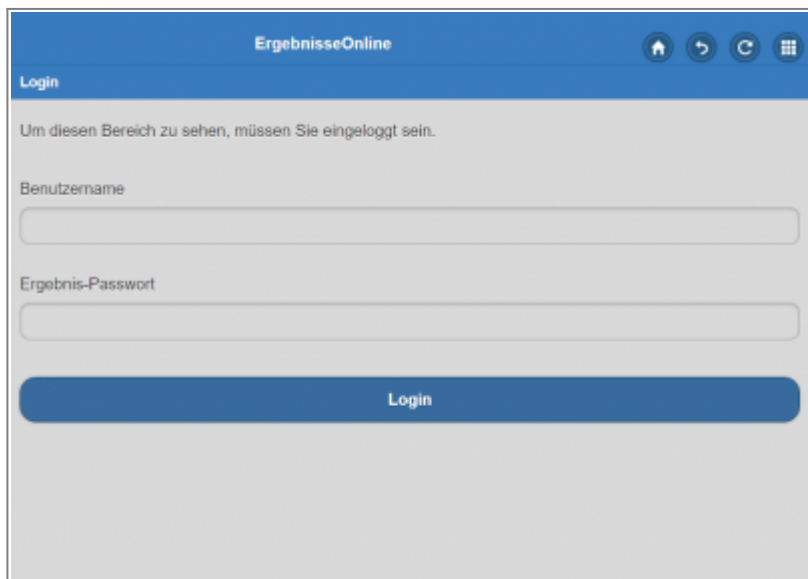 ErgebnisseOnline
Login
Um diesen Bereich zu sehen, müssen Sie eingeloggt sein.
Benutzername
Ergebnis-Passwort
Login